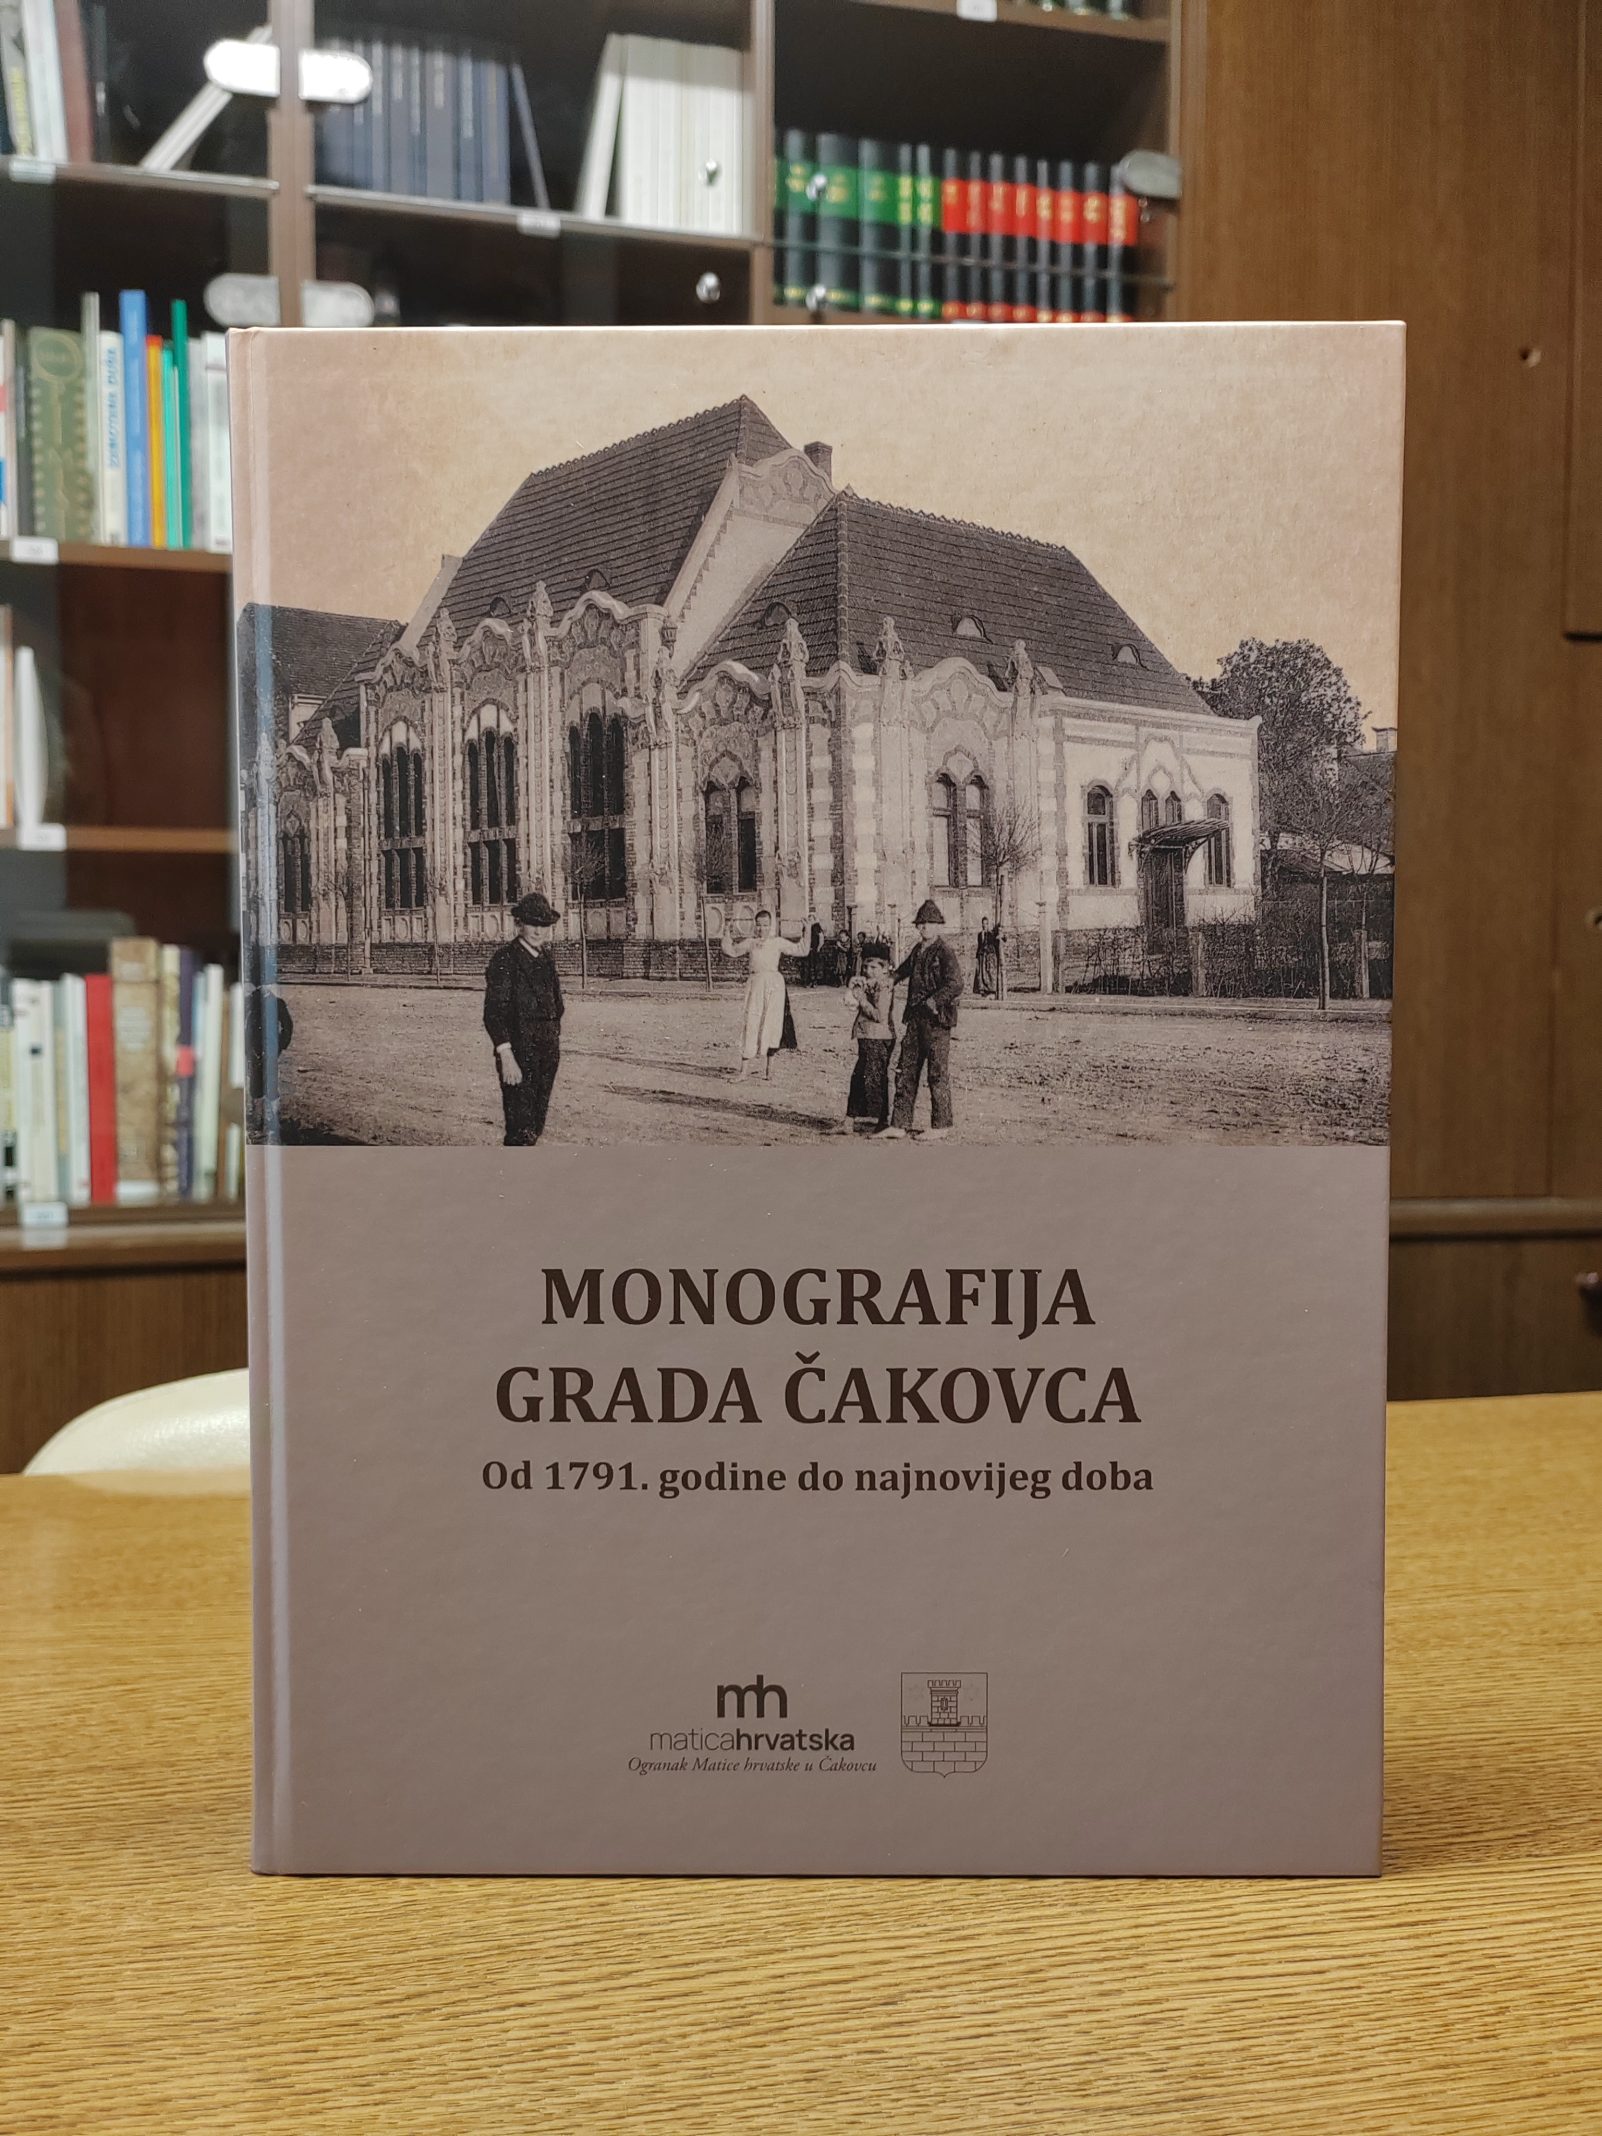 MONOGRAFIJA
GRADA ČAKOVCA
Od 1791. godine do najnovijeg doba
mh
maticahrvatska
Ogranak Matice hrvatske u Čakovcu